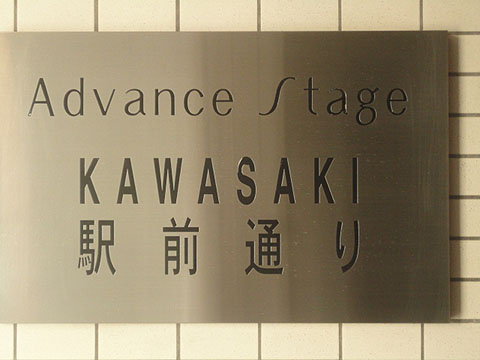 Advance Stage
KAWASAKI
駅前通り